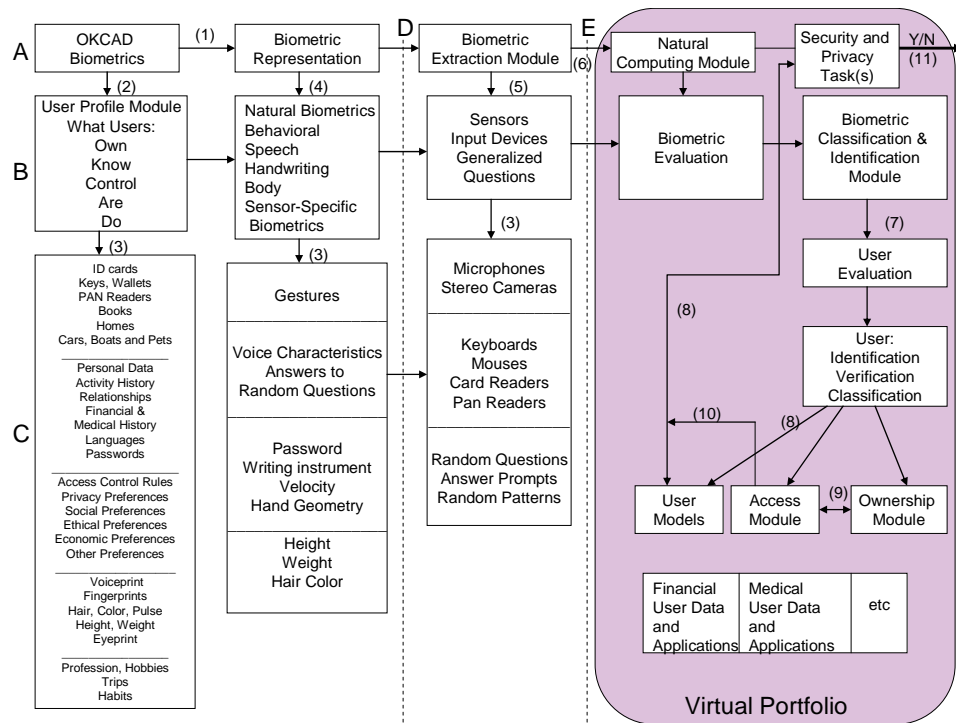 A
OKCAD
Biometrics
(1)
Biometric
Representation
D
Biometric
Extraction Module
(6)
E
Natural
Computing Module
Security and
Privacy
Task(s)
Y/N
(11)
(2)
(4)
(5)
B
User Profile Module
What Users:
Own
Know
Control
Are
Do
Natural Biometrics
Behavioral
Speech
Handwriting
Body
Sensor-Specific
Biometrics
Sensors
Input Devices
Generalized
Questions
Biometric
Evaluation
Biometric
Classification &
Identification
Module
(3)
(3)
(3)
(7)
C
ID cards
Keys, Wallets
PAN Readers
Books
Homes
Cars, Boats and Pets
Personal Data
Activity History
Relationships
Financial &
Medical History
Languages
Passwords
Access Control Rules
Privacy Preferences
Social Preferences
Ethical Preferences
Economic Preferences
Other Preferences
Voiceprint
Fingerprints
Hair, Color, Pulse
Height, Weight
Eyeprint
Profession, Hobbies
Trips
Habits
Gestures
Voice Characteristics
Answers to
Random Questions
Password
Writing instrument
Velocity
Hand Geometry
Height
Weight
Hair Color
Microphones
Stereo Cameras
Keyboards
Mouses
Card Readers
Pan Readers
Random Questions
Answer Prompts
Random Patterns
User
Evaluation
(8)
User:
Identification
Verification
Classification
(10)
(8)
User
Models
Access
Module
(9)
Ownership
Module
Financial
User Data
and
Applications
Medical
User Data
and
Applications
etc
Virtual Portfolio